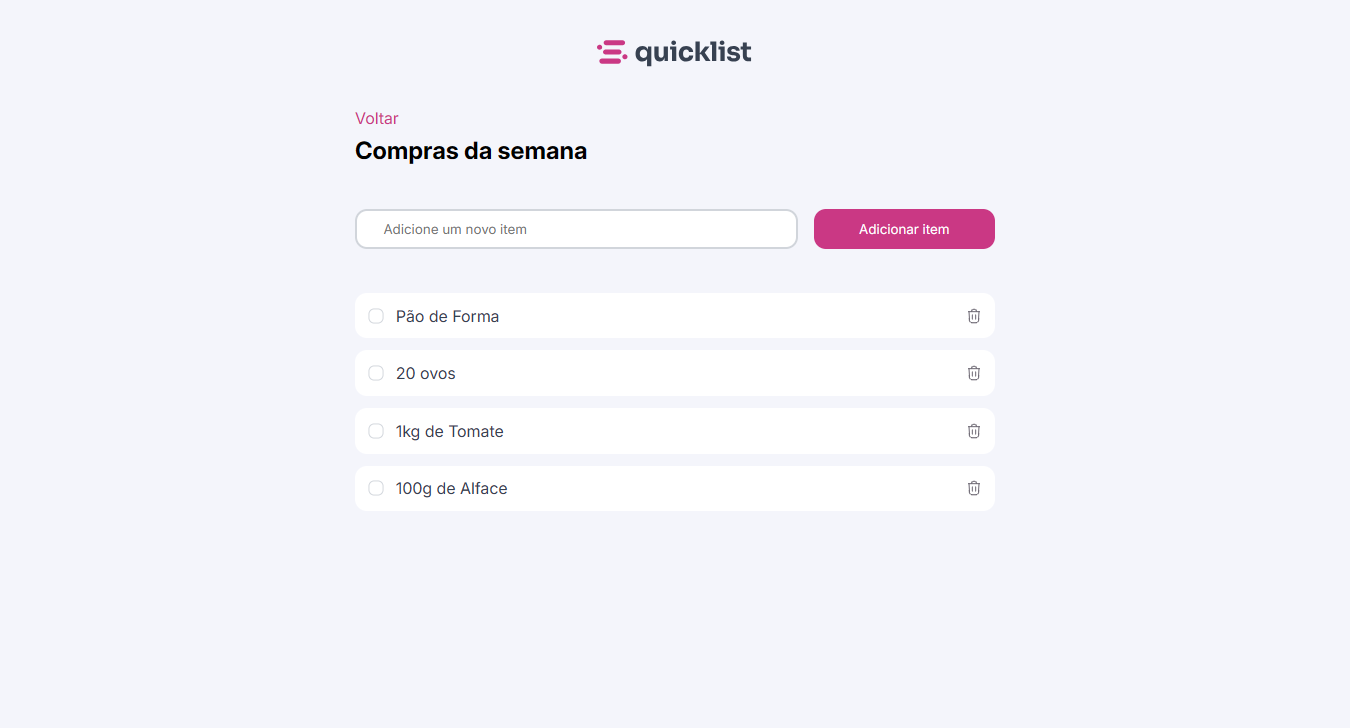 quicklist
Voltar
Compras da semana
Adicione um novo item
Adicionar item
Pão de Forma
20 ovos
1kg de Tomate
100g de Alface